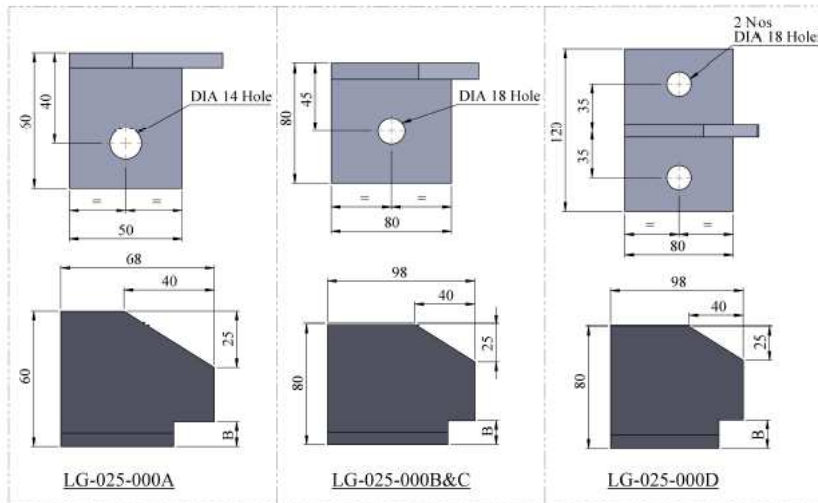 60
40
DIA 14 Hole
=
=
50
68
40
25
60
B
LG-025-000A
80
45
DIA 18 Hole
=
=
80
98
40
25
80
B
LG-025-000B&C
2 Nos
DIA 18 Holes
120
35
35
=
=
80
98
40
25
80
B
LG-025-000D